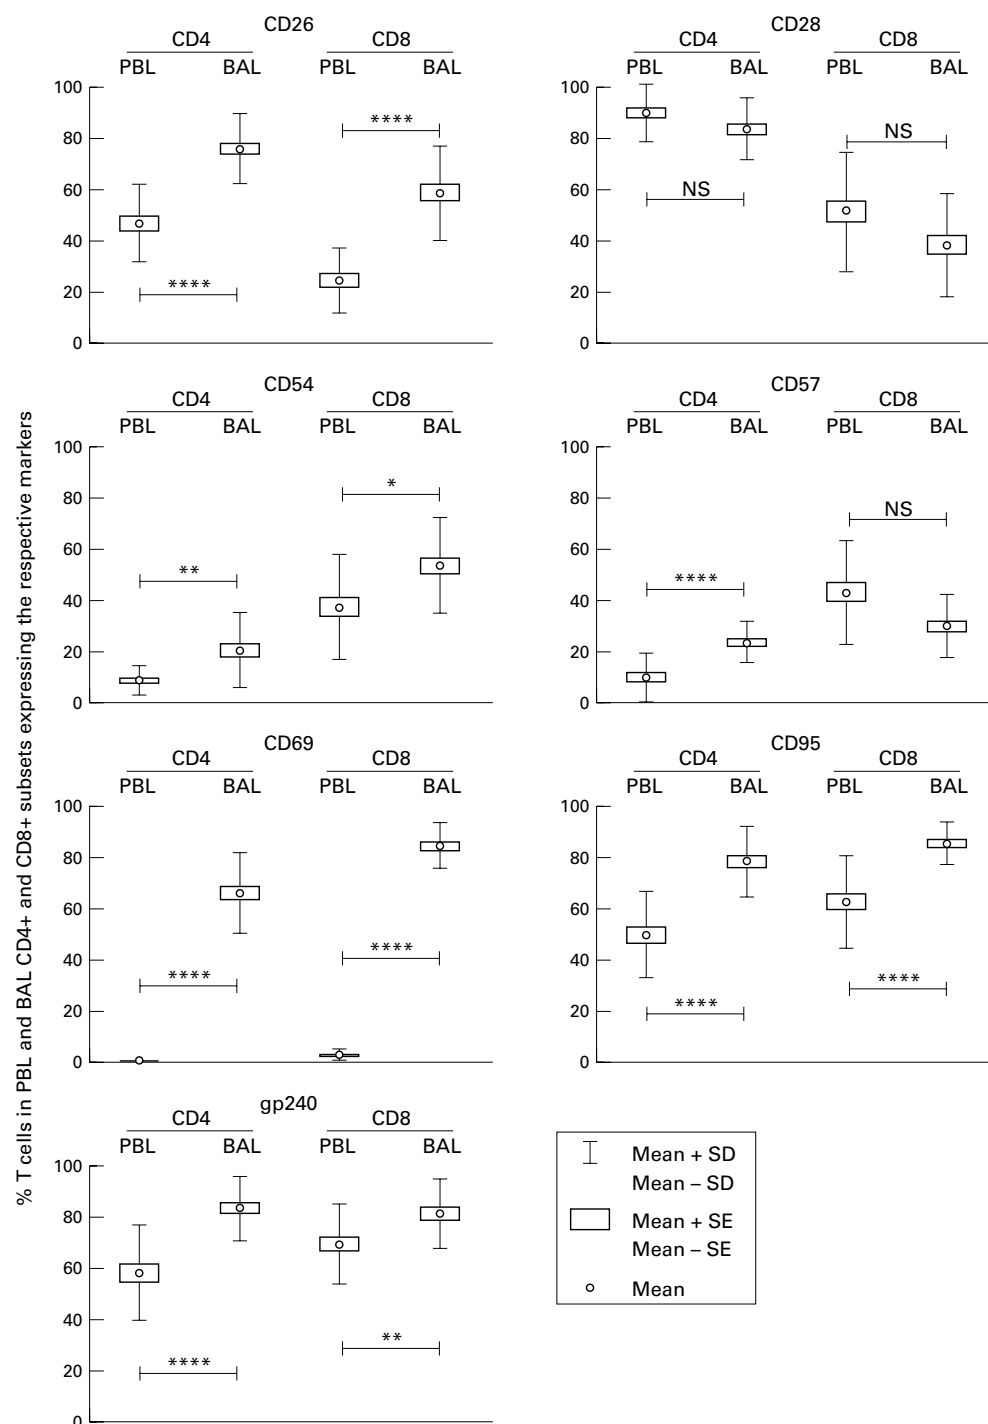 % T cells in PBL and BAL CD4+ and CD8+ subsets expressing the respective markers
CD26
CD4 CD8
PBL BAL PBL BAL
100
80
60
40
20
0
****
****
CD28
CD4 CD8
PBL BAL PBL BAL
100
80
60
40
20
0
NS
NS
CD54
CD4 CD8
PBL BAL PBL BAL
100
80
60
40
20
0
*
**
CD57
CD4 CD8
PBL BAL PBL BAL
100
80
60
40
20
0
NS
****
CD69
CD4 CD8
PBL BAL PBL BAL
100
80
60
40
20
0
****
****
CD95
CD4 CD8
PBL BAL PBL BAL
100
80
60
40
20
0
****
****
gp240
CD4 CD8
PBL BAL PBL BAL
100
80
60
40
20
0
**
****
Mean + SD
Mean – SD
Mean + SE
Mean – SE
Mean